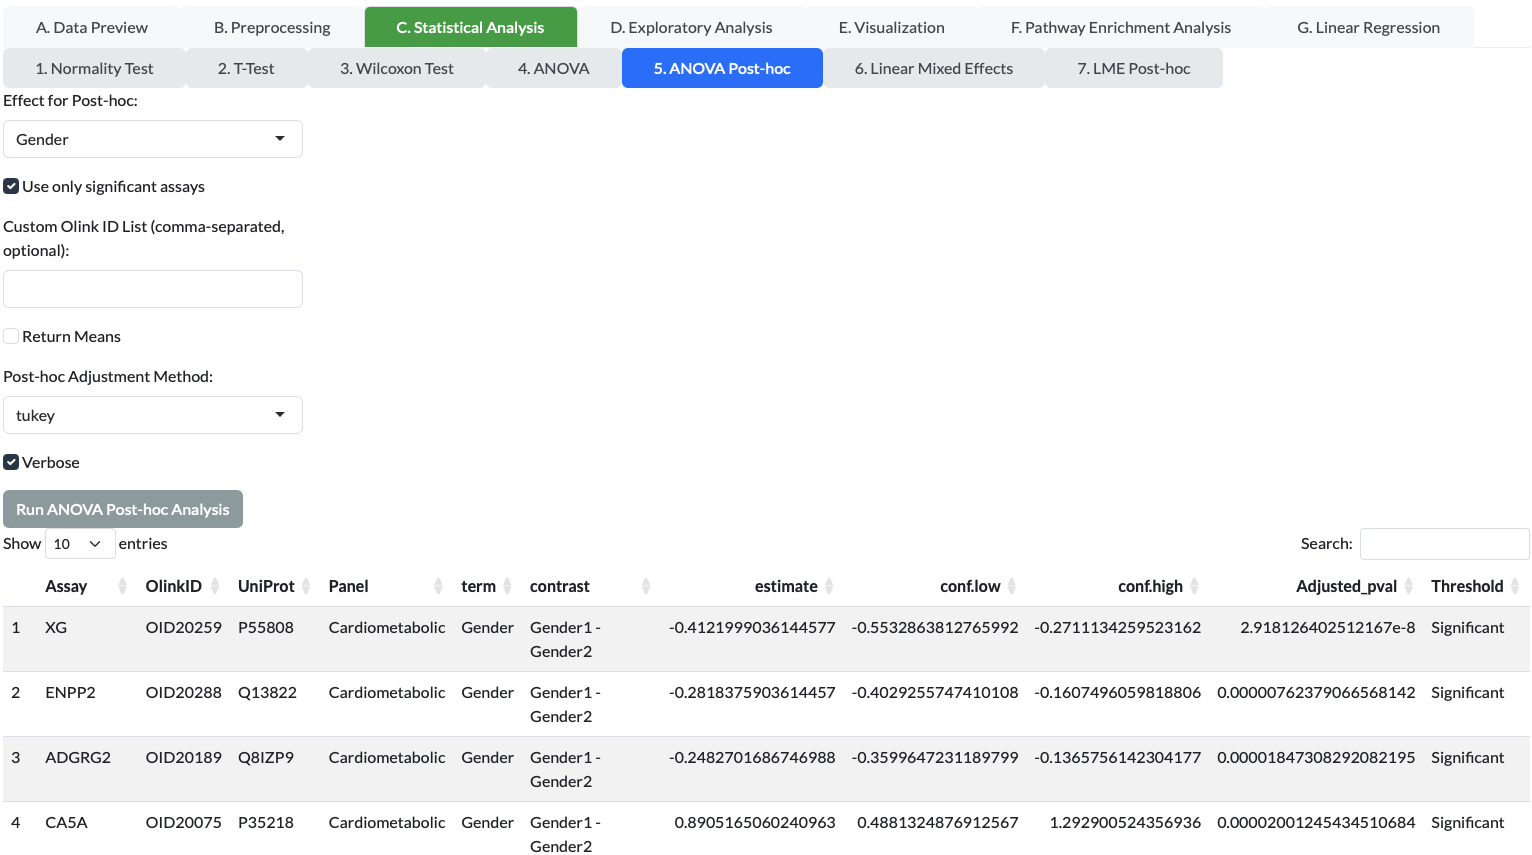 A. Data Preview B. Preprocessing C. Statistical Analysis D. Exploratory Analysis E. Visualization F. Pathway Enrichment Analysis G. Linear Regression
1. Normality Test 2. T-Test 3. Wilcoxon Test 4. ANOVA 5. ANOVA Post-hoc 6. Linear Mixed Effects 7. LME Post-hoc
Effect for Post-hoc:
Gender
Use only significant assays
Custom Olink ID List (comma-separated,
optional):
Return Means
Post-hoc Adjustment Method:
tukey
Verbose
Run ANOVA Post-hoc Analysis
Show 10 entries Search:
Assay OlinkID UniProt Panel term contrast estimate conf.low conf.high Adjusted_pval Threshold
1 XG OID20259 P55808 Cardiometabolic Gender Gender1 - -0.4121999036144577 -0.5532863812765992 -0.2711134259523162 2.918126402512167e-8 Significant
Gender2
2 ENPP2 OID20288 Q13822 Cardiometabolic Gender Gender1 - -0.2818375903614457 -0.4029255747410108 -0.1607496059818806 0.00000762379066568142 Significant
Gender2
3 ADGRG2 OID20189 Q8IZP9 Cardiometabolic Gender Gender1 - -0.2482701686746988 -0.3599647231189799 -0.1365756142304177 0.00001847308292082195 Significant
Gender2
4 CA5A OID20075 P35218 Cardiometabolic Gender Gender1 - 0.8905165060240963 0.4881324876912567 1.292900524356936 0.00002001245434510684 Significant
Gender2